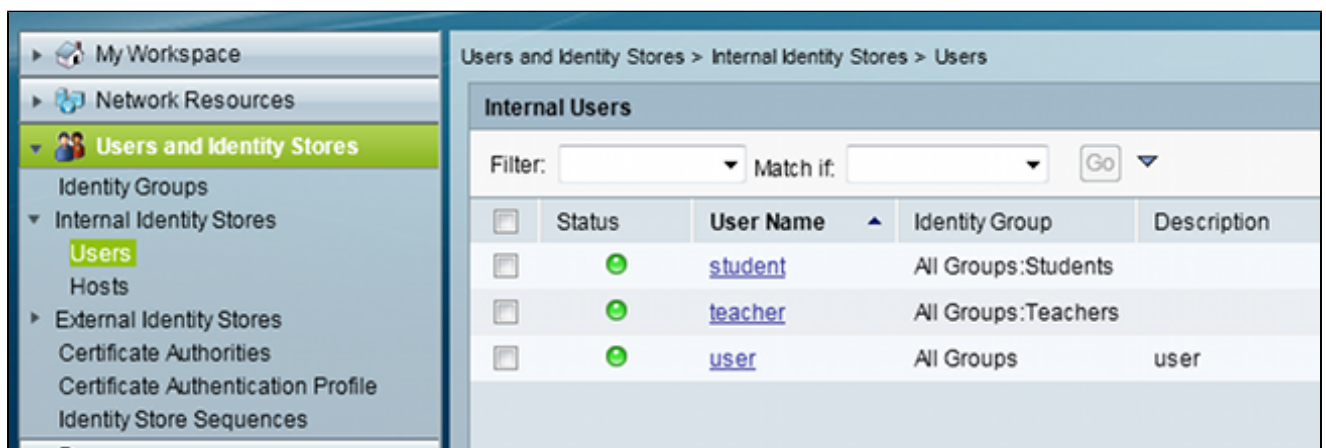 My Workspace
Network Resources
Users and Identity Stores
Identity Groups
Internal Identity Stores
Users
Hosts
External Identity Stores
Certificate Authorities
Certificate Authentication Profile
Identity Store Sequences
Users and Identity Stores > Internal Identity Stores > Users
Internal Users
Filter: Match if: Go
Status User Name Identity Group Description
student All Groups:Students
teacher All Groups:Teachers
user All Groups user